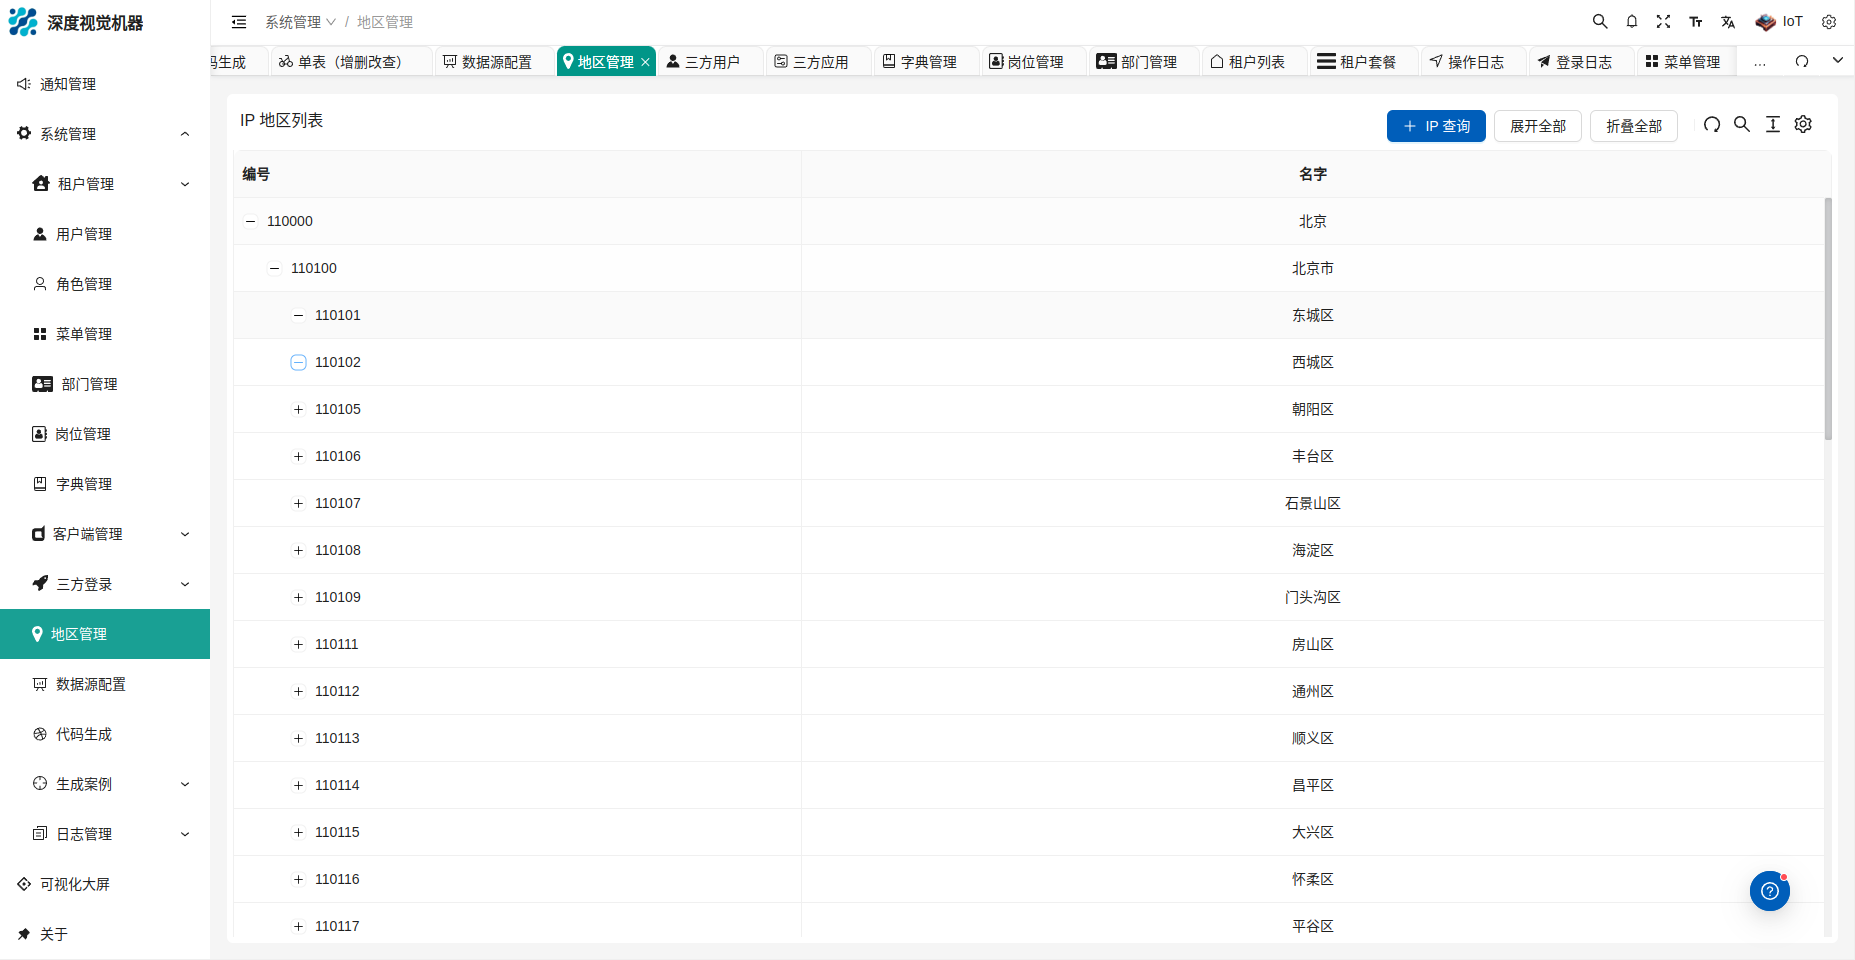 深度视觉机器
系统管理 / 地区管理
IoT
码生成
单表（增删改查）
数据源配置
地区管理
三方用户
三方应用
字典管理
岗位管理
部门管理
租户列表
租户套餐
操作日志
登录日志
菜单管理
...
通知管理
系统管理
租户管理
用户管理
角色管理
菜单管理
部门管理
岗位管理
字典管理
客户端管理
三方登录
地区管理
数据源配置
代码生成
生成案例
日志管理
可视化大屏
关于
IP 地区列表
IP 查询
展开全部
折叠全部
编号 名字
110000 北京
110100 北京市
110101 东城区
110102 西城区
110105 朝阳区
110106 丰台区
110107 石景山区
110108 海淀区
110109 门头沟区
110111 房山区
110112 通州区
110113 顺义区
110114 昌平区
110115 大兴区
110116 怀柔区
110117 平谷区